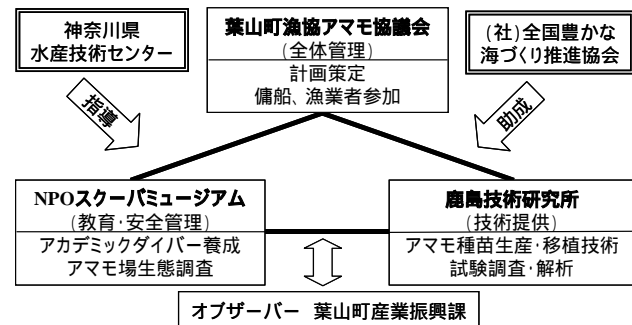 神奈川県
水産技術センター
葉山町漁協アマモ協議会
(全体管理)
計画策定
傭船、漁業者参加
(社)全国豊かな
海づくり推進協会
指導
助成
NPOスクーバミュージアム
(教育・安全管理)
アカデミックダイバー養成
アマモ場生態調査
鹿島技術研究所
(技術提供)
アマモ種苗生産・移植技術
試験調査・解析
オブザーバー 葉山町産業振興課